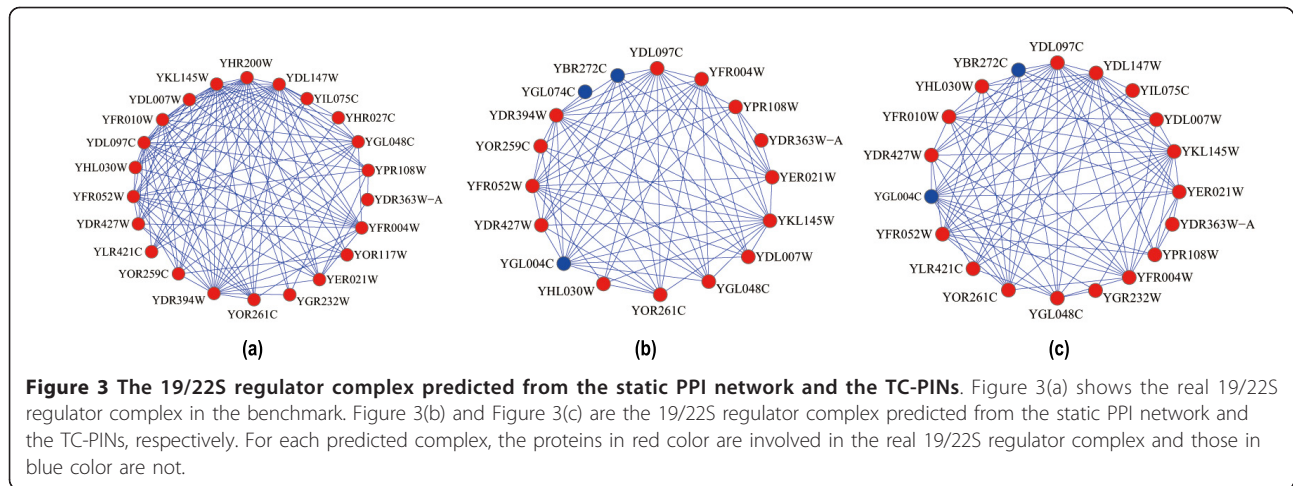 YHR200W
YKL145W
YDL147W
YDL007W
YIL075C
YFR010W
YHR027C
YDL097C
YGL048C
YHL030W
YPR108W
YFR052W
YDR363W-A
YDR427W
YFR004W
YLR421C
YOR117W
YOR259C
YER021W
YDR394W
YGR232W
YOR261C
(a)
YDL097C
YBR272C
YFR004W
YGL074C
YPR108W
YDR394W
YDR363W-A
YOR259C
YER021W
YFR052W
YKL145W
YDR427W
YDL007W
YGL004C
YGL048C
YHL030W
YOR261C
(b)
YDL097C
YBR272C
YDL147W
YHL030W
YIL075C
YFR010W
YDL007W
YDR427W
YKL145W
YGL004C
YER021W
YFR052W
YDR363W-A
YLR421C
YPR108W
YOR261C
YFR004W
YGL048C
YGR232W
(c)
Figure 3 The 19/22S regulator complex predicted from the static PPI network and the TC-PINs. Figure 3(a) shows the real 19/22S
regulator complex in the benchmark. Figure 3(b) and Figure 3(c) are the 19/22S regulator complex predicted from the static PPI network and
the TC-PINs, respectively. For each predicted complex, the proteins in red color are involved in the real 19/22S regulator complex and those in
blue color are not.